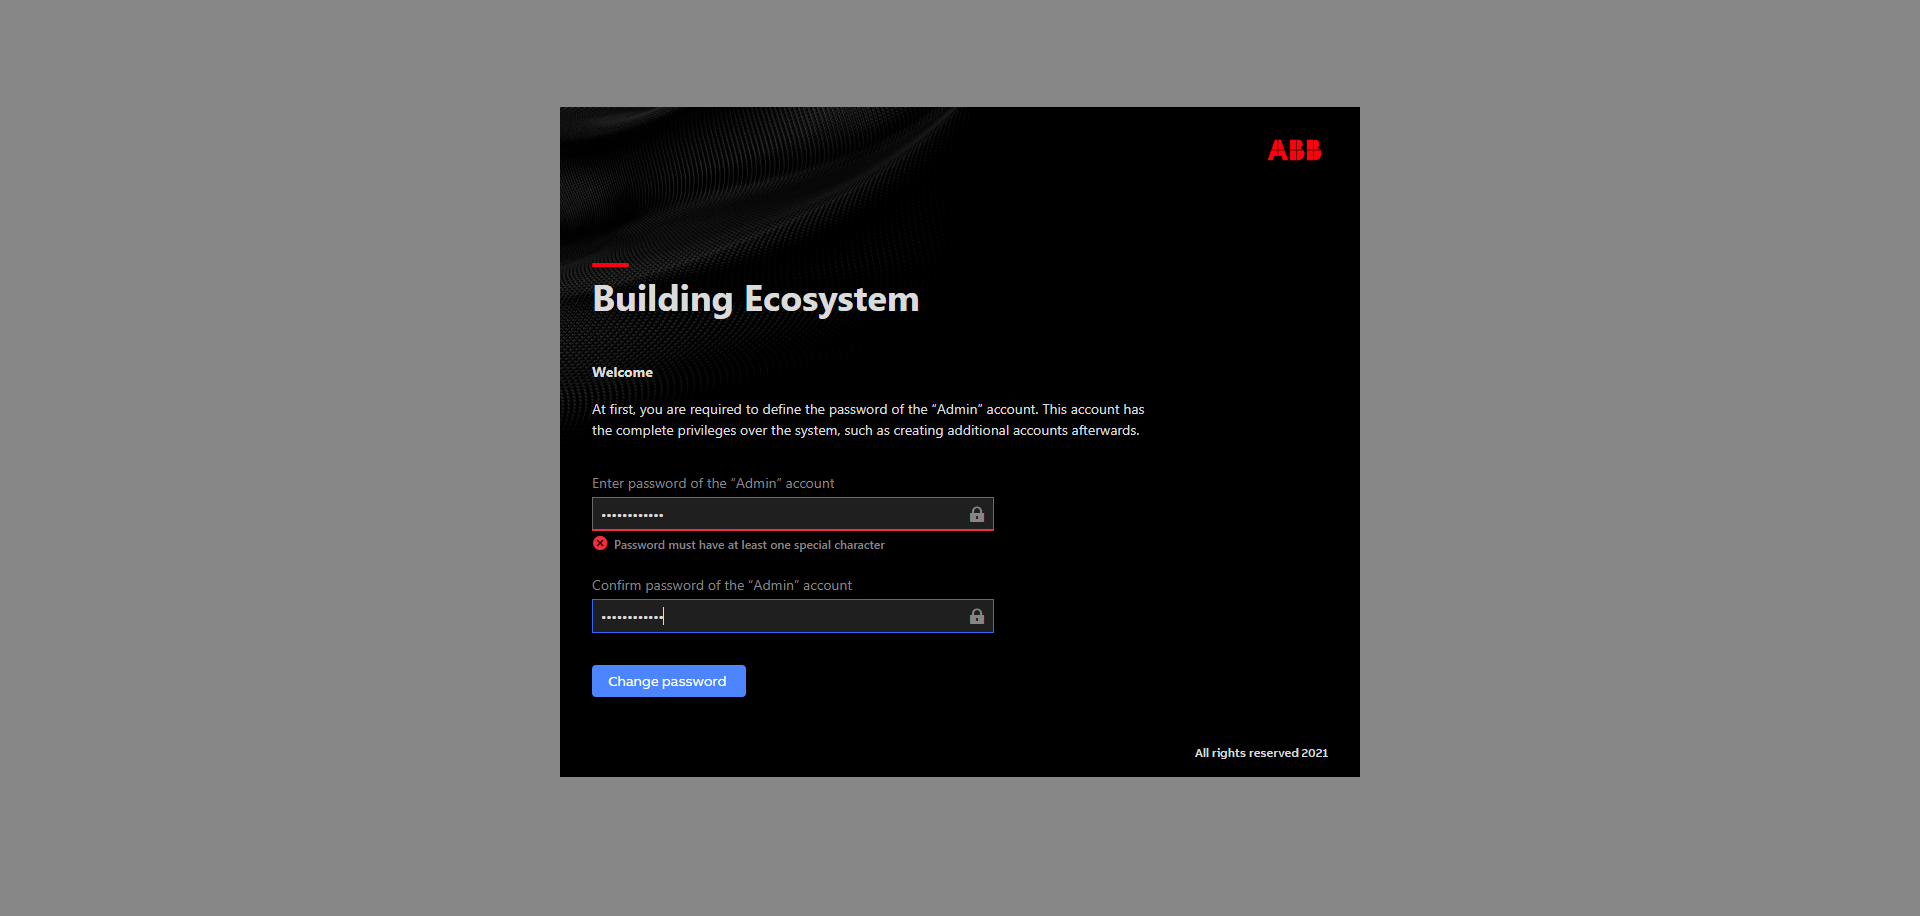 ABB
Building Ecosystem
Welcome
At first, you are required to define the password of the “Admin” account. This account has
the complete privileges over the system, such as creating additional accounts afterwards.
Enter password of the “Admin” account
••••••••••••
Password must have at least one special character
Confirm password of the “Admin” account
••••••••••••
Change password
All rights reserved 2021